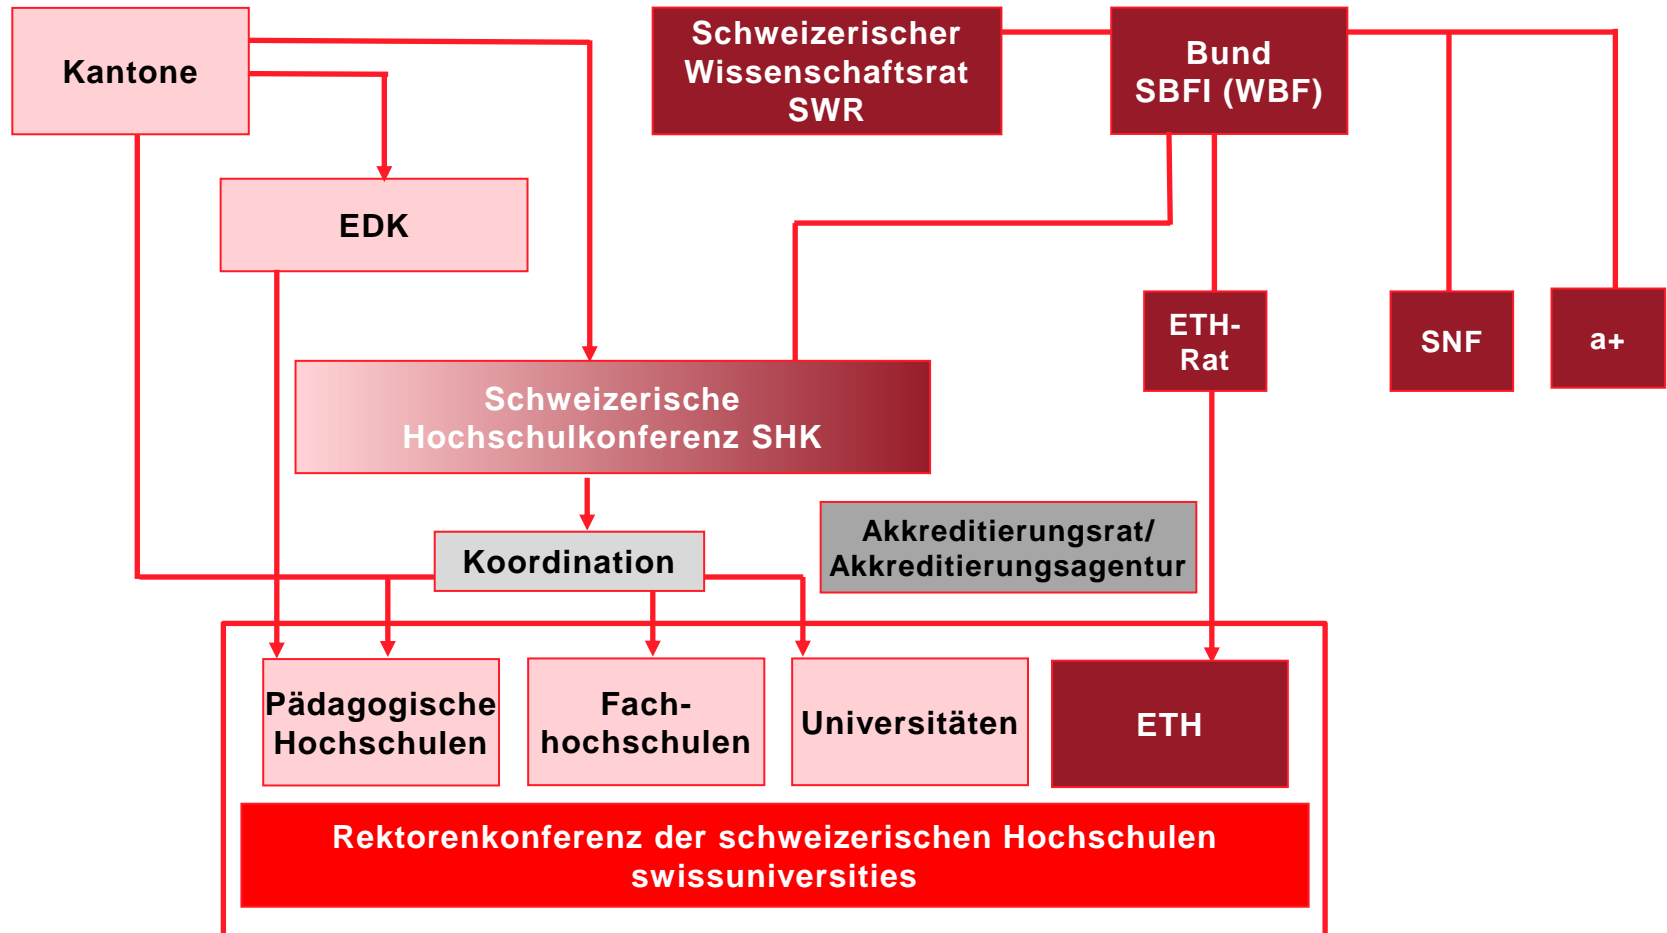 Kantone
Schweizerischer
Wissenschaftsrat
SWR
Bund
SBFI (WBF)
EDK
ETH-
Rat
SNF
a+
Schweizerische
Hochschulkonferenz SHK
Akkreditierungsrat/
Akkreditierungsagentur
Koordination
Pädagogische
Hochschulen
Fach-
hochschulen
Universitäten
ETH
Rektorenkonferenz der schweizerischen Hochschulen
swissuniversities